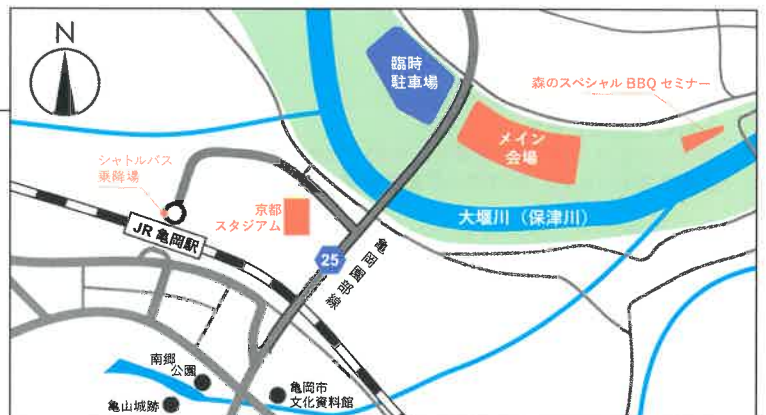 N
臨時
駐車場
森のスペシャル BBQ セミナー
メイン
会場
シャトルバス
乗降場
京都
スタジアム
大堰川（保津川）
JR 亀岡駅
25
亀岡園部線
南郷
公園
亀岡市
文化資料館
亀山城跡